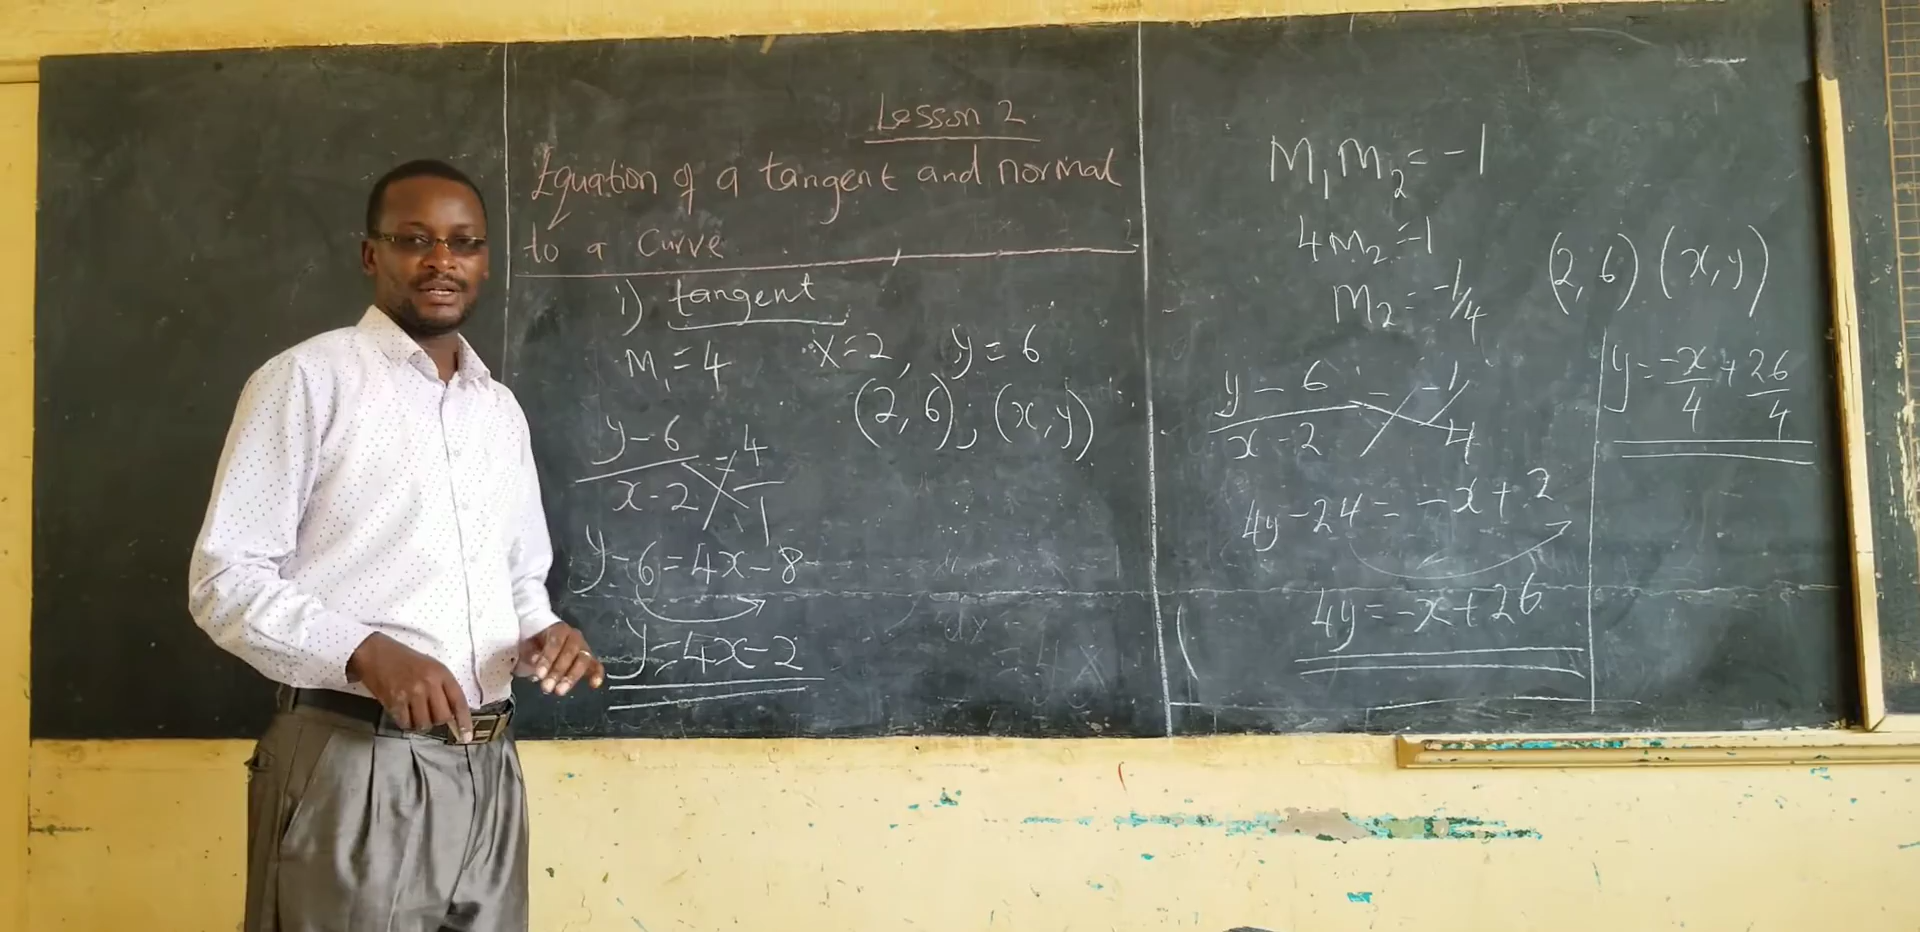 Lesson 2.
Equation of a tangent and normal
to a Curve
i) tangent
M₁ = 4 x = 2, y = 6
(2, 6); (x, y)
y - 6 / x - 2 = 4 / 1
y - 6 = 4x - 8
y = 4x - 2
dx
= 4x
M₁M₂ = -1
4M₂ = -1
M₂ = -1/4
(2, 6) (x, y)
y - 6 / x - 2 = -1 / 4
4y - 24 = -x + 2
4y = -x + 26
y = -x/4 + 26/4